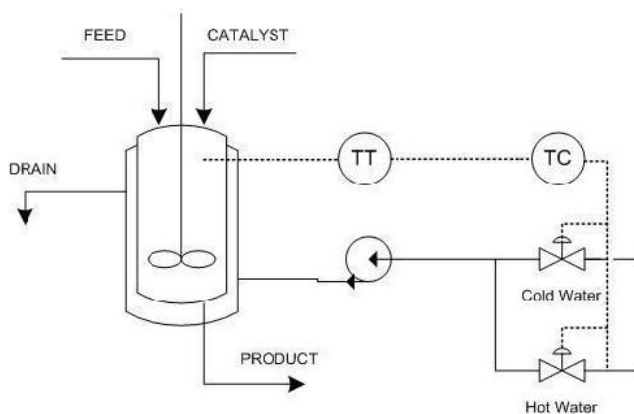 FEED
CATALYST
DRAIN
TT
TC
Cold Water
PRODUCT
Hot Water